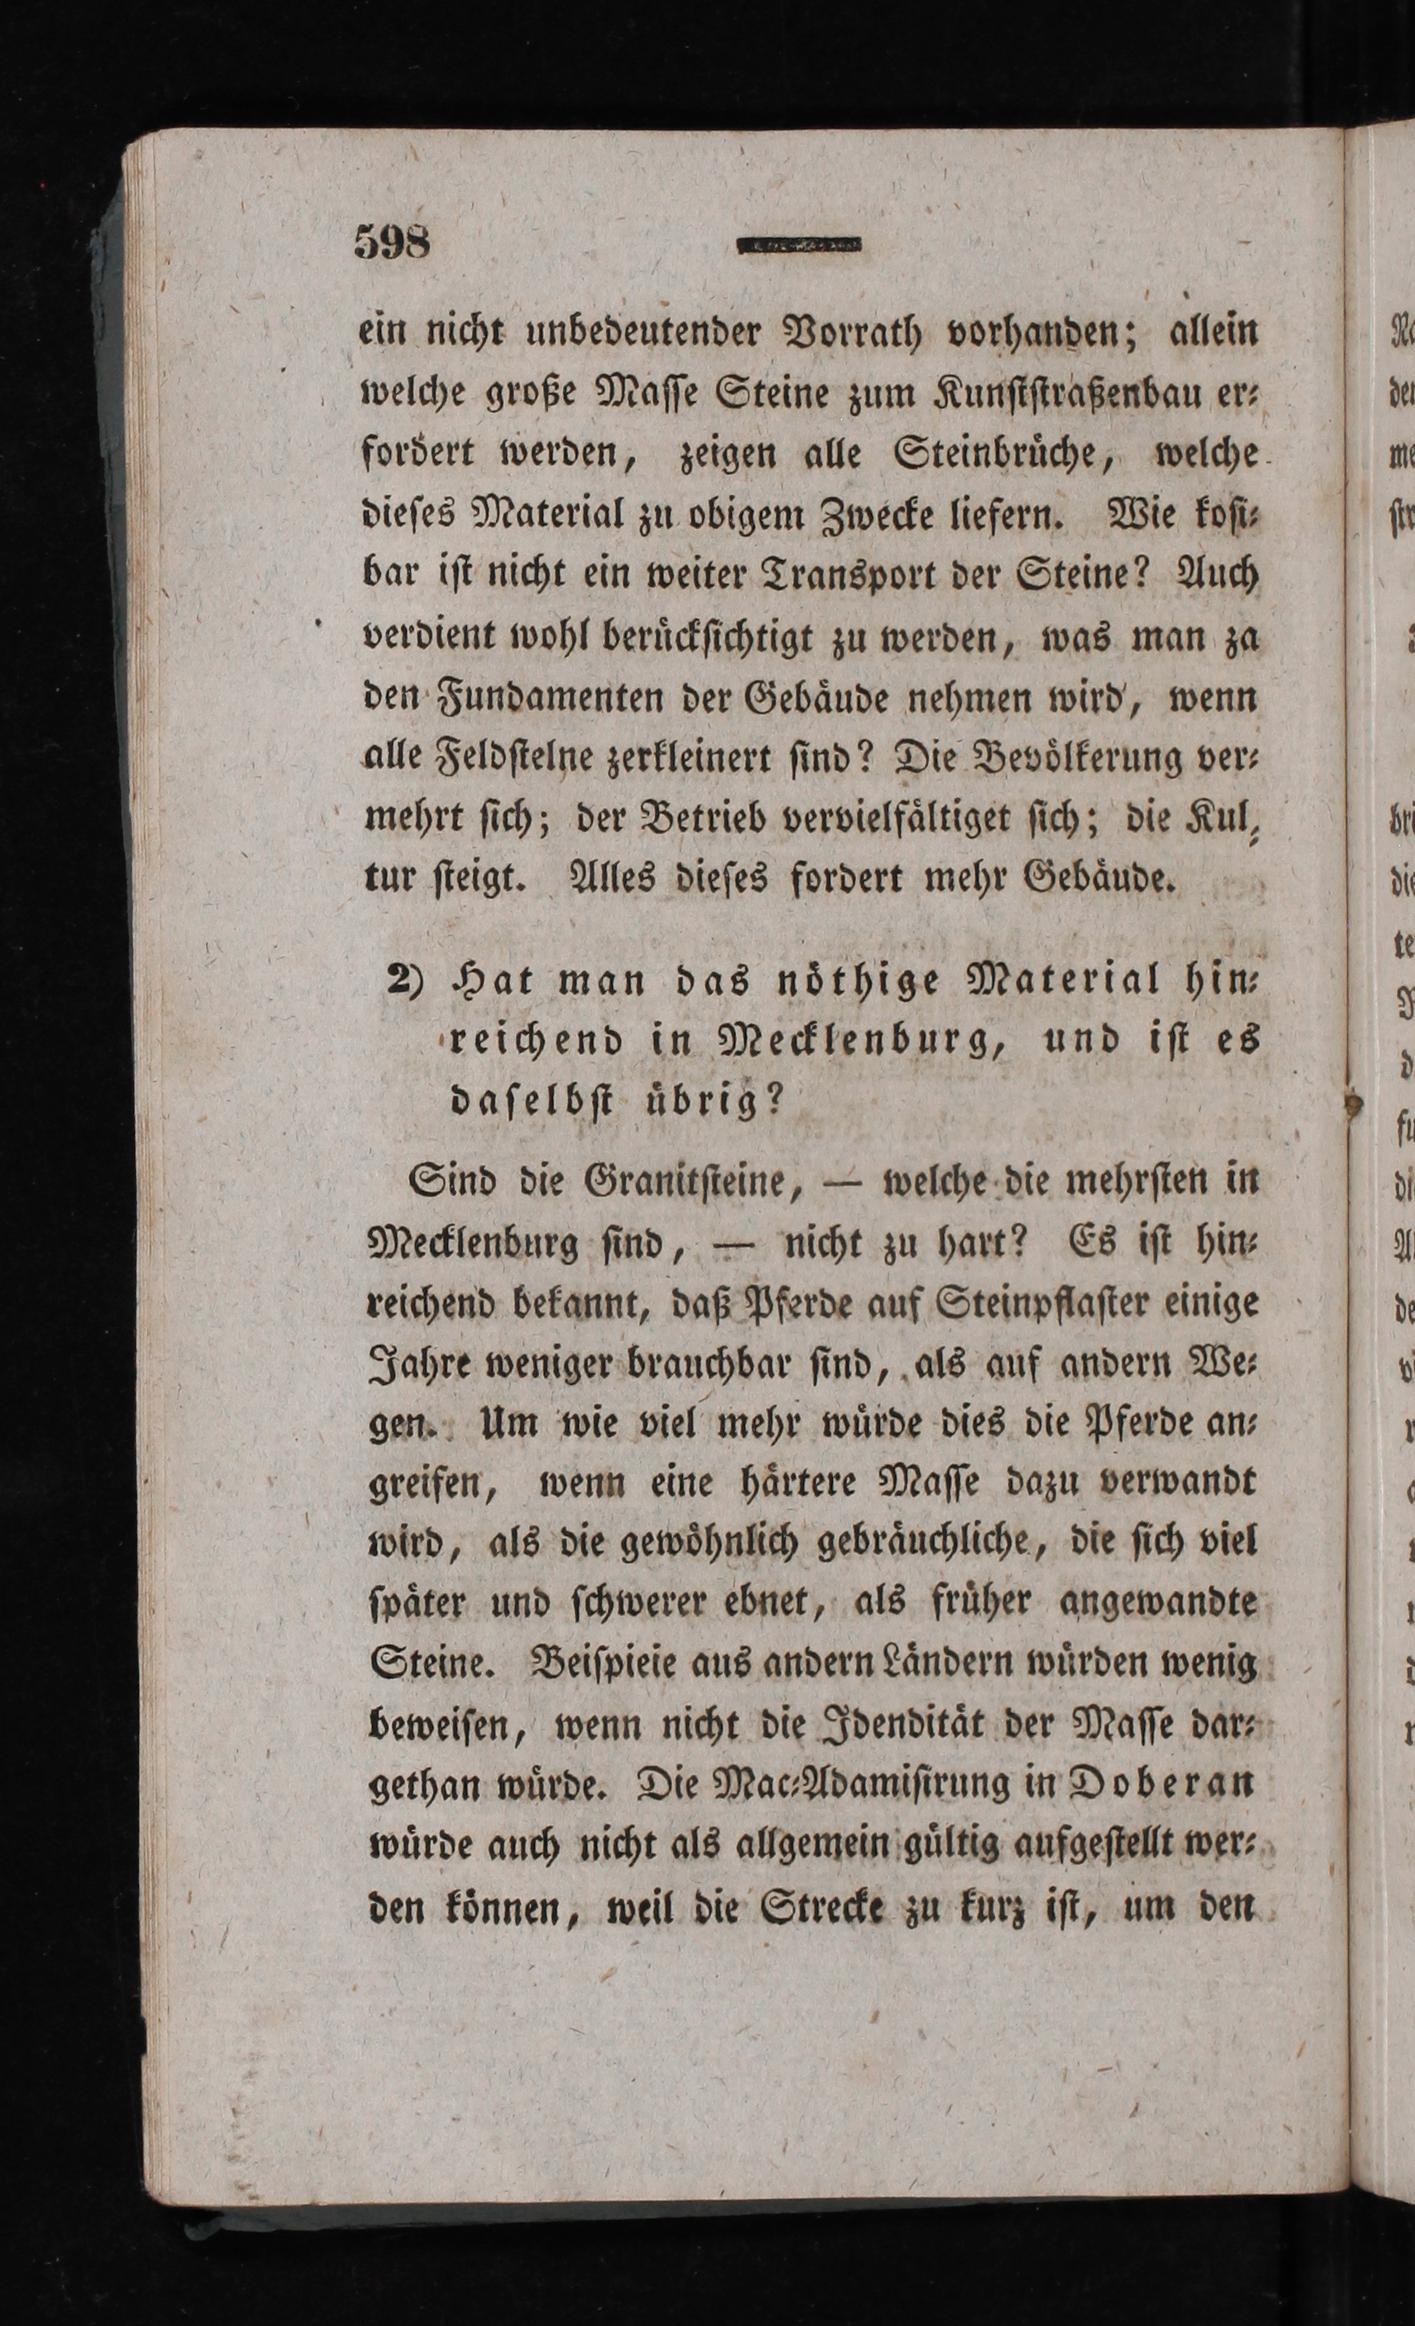 598
ein nicht unbedeutender Vorrath vorhanden; allein
welche große Maſſe Steine zum Kunſtſtraßenbau er⸗
fordert werden, zeigen alle Steinbrüche, welche
dieſes Material zu obigem Zwecke liefern. Wie koſt⸗
bar iſt nicht ein weiter Transport der Steine? Auch
verdient wohl berückſichtigt zu werden, was man za
den Fundamenten der Gebäude nehmen wird, wenn
alle Feldſtelne zerkleinert ſind? Die Bevölkerung ver⸗
mehrt ſich; der Betrieb vervielfältiget ſich; die Kul⸗
tur ſteigt. Alles dieſes fordert mehr Gebäude.
2) Hat man das nöthige Material hin⸗
reichend in Mecklenburg, und iſt es
daſelbſt übrig?
Sind die Granitſteine, — welche die mehrſten in
Mecklenburg ſind, — nicht zu hart? Es iſt hin⸗
reichend bekannt, daß Pferde auf Steinpflaſter einige
Jahre weniger brauchbar ſind, als auf andern We⸗
gen. Um wie viel mehr würde dies die Pferde an⸗
greifen, wenn eine härtere Maſſe dazu verwandt
wird, als die gewöhnlich gebräuchliche, die ſich viel
ſpäter und ſchwerer ebnet, als früher angewandte
Steine. Beiſpieie aus andern Ländern würden wenig
beweiſen, wenn nicht die Idendität der Maſſe dar⸗
gethan würde. Die Mac⸗Adamiſirung in Doberan
würde auch nicht als allgemein gültig aufgeſtellt wer⸗
den können, weil die Strecke zu kurz iſt, um den